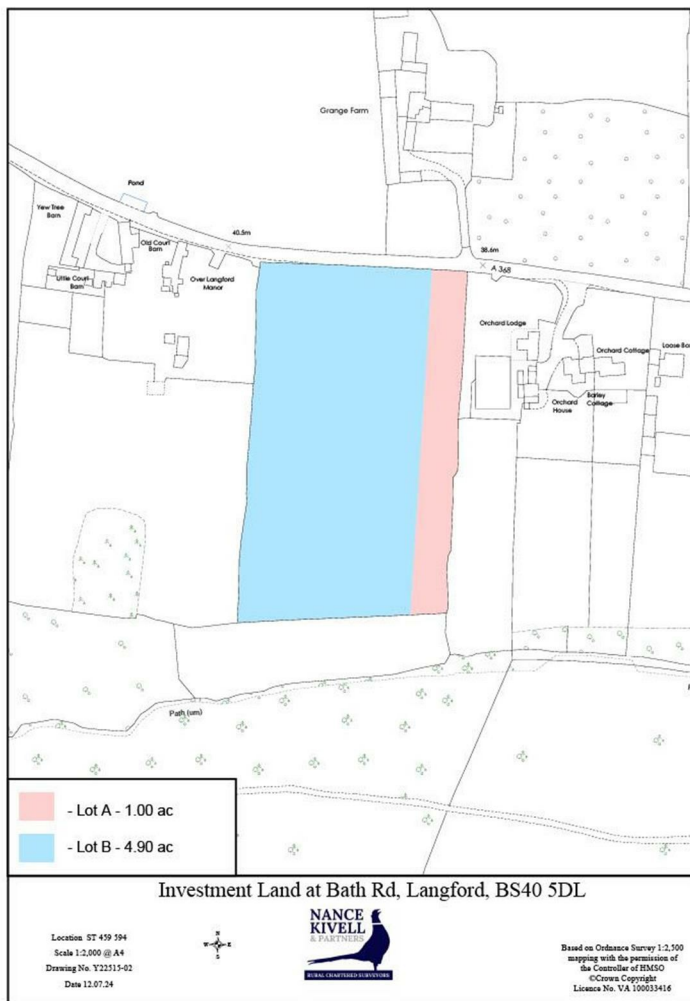 Grange Farm
Pond
Yew Tree
Barn
Old Court
Barn
40.5m
38.6m
A 368
Little Court
Barn
Over Langford
Manor
Orchard Lodge
Orchard Cottage
Orchard
House
Barley
Cottage
Path (um)
- Lot A - 1.00 ac
- Lot B - 4.90 ac
Investment Land at Bath Rd, Langford, BS40 5DL
Location ST 459 594
Scale 1:2,000 @ A4
Drawing No. Y22515-02
Date 12.07.24
N
W E
S
NANCE
KIVELL
& PARTNERS
RURAL CHARTERED SURVEYORS
Based on Ordnance Survey 1:2,500
mapping with the permission of
the Controller of HMSO
©Crown Copyright
Licence No. VA 100033416